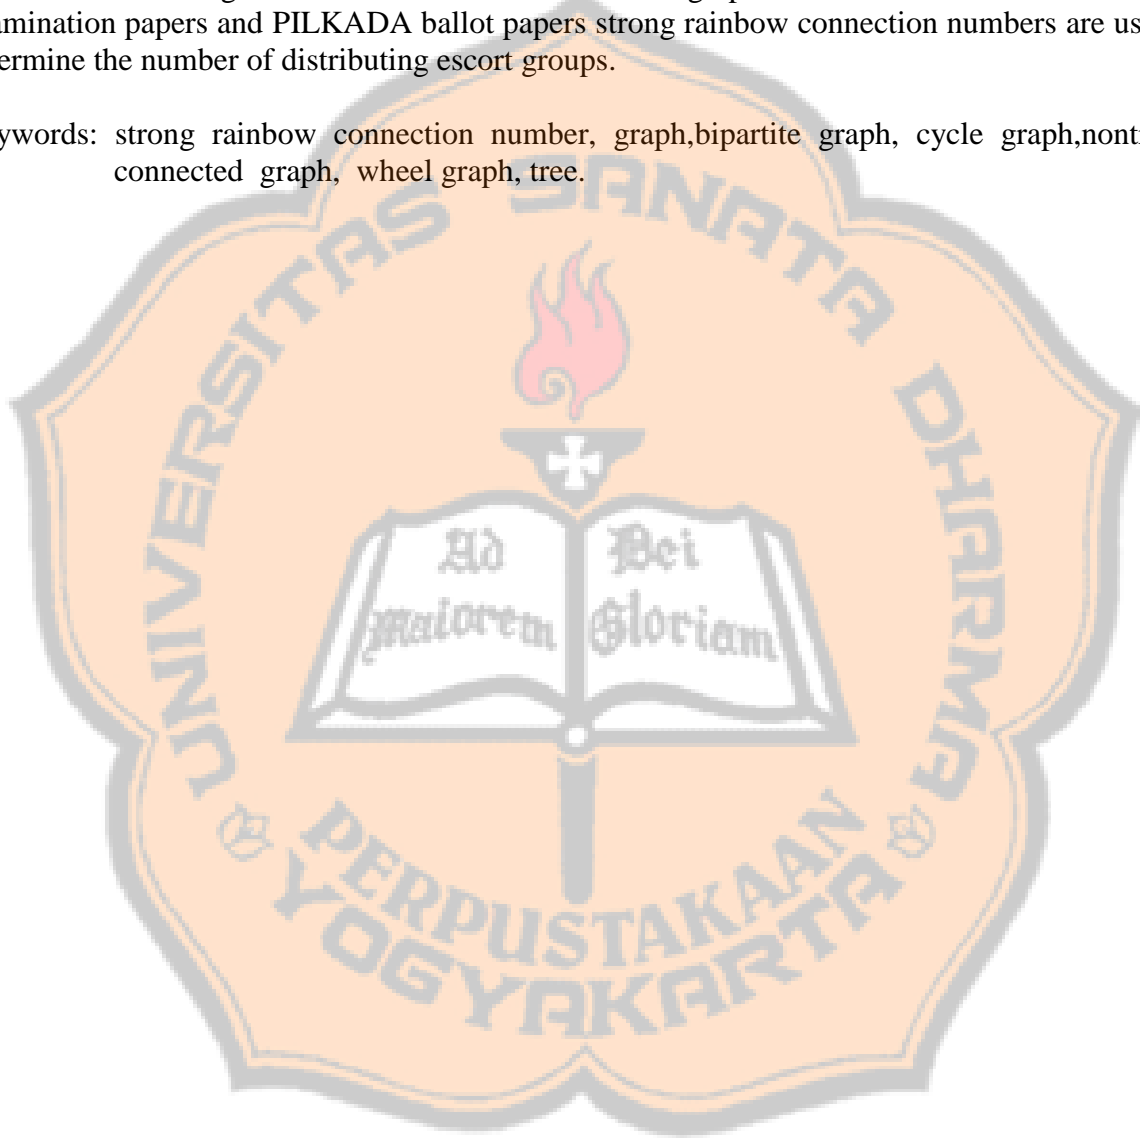 amination papers and PILKADA ballot papers strong rainbow connection numbers are us
ermine the number of distributing escort groups.
ywords: strong rainbow connection number, graph,bipartite graph, cycle graph,nont
connected graph, wheel graph, tree.
UNIVERSITAS SANATA DHARMA
Ad Dei
Maiorem Gloriam
PERPUSTAKAAN
YOGYAKARTA